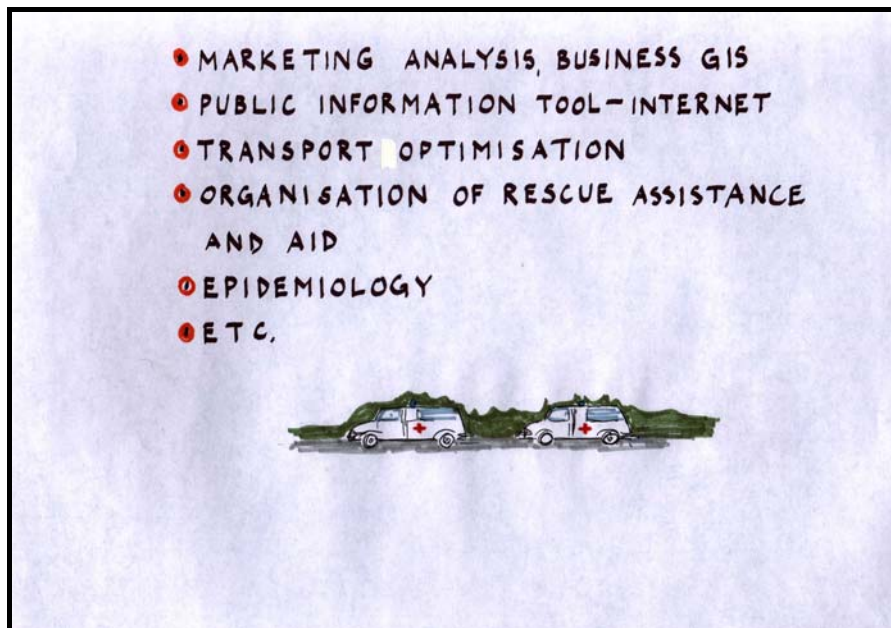 MARKETING ANALYSIS, BUSINESS GIS
PUBLIC INFORMATION TOOL-INTERNET
TRANSPORT OPTIMISATION
ORGANISATION OF RESCUE ASSISTANCE
AND AID
EPIDEMIOLOGY
ETC.